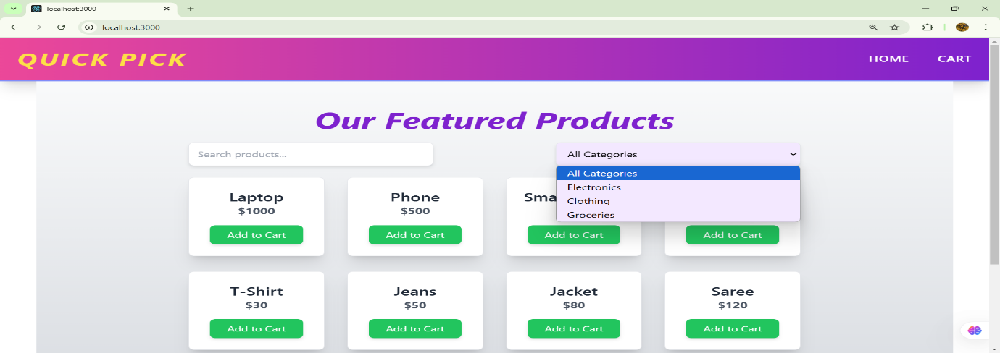 localhost:3000
localhost:3000
QUICK PICK
HOME CART
Our Featured Products
Search products...
All Categories
All Categories
Electronics
Clothing
Groceries
Laptop
$1000
Add to Cart
Phone
$500
Add to Cart
Add to Cart
Add to Cart
T-Shirt
$30
Add to Cart
Jeans
$50
Add to Cart
Jacket
$80
Add to Cart
Saree
$120
Add to Cart